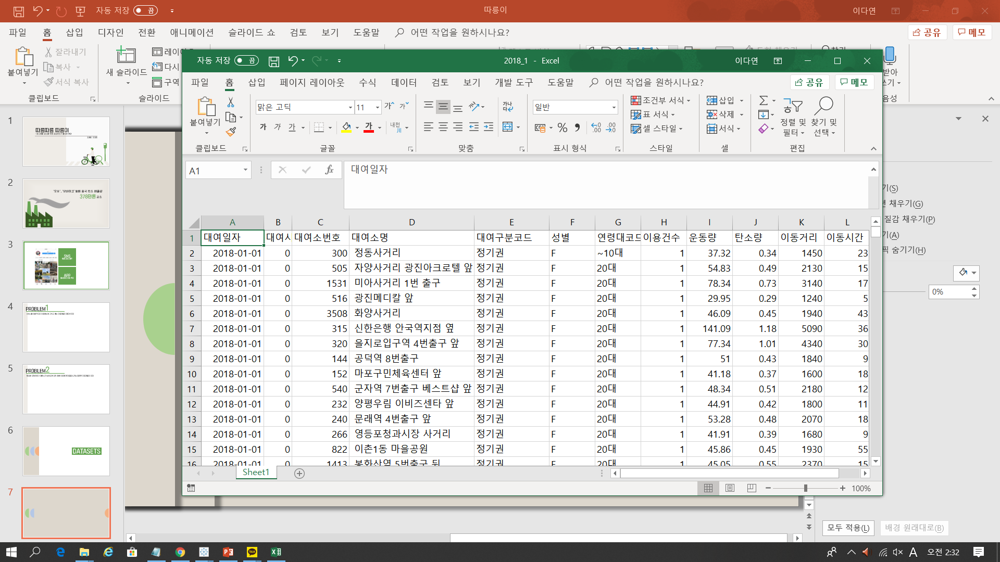 자동 저장 끔
따릉이
이다연
파일 홈 삽입 디자인 전환 애니메이션 슬라이드 쇼 검토 보기 도움말 어떤 작업을 원하시나요?
공유 메모
붙여넣기
잘라내기
복사
서식 복사
클립보드
새 슬라이드
다시
구역
슬라이드
받아
음성
자동 저장 끔
2018_1 - Excel
이다연
파일 홈 삽입 페이지 레이아웃 수식 데이터 검토 보기 개발 도구 도움말 어떤 작업을 원하시나요?
공유 메모
붙여넣기
클립보드
맑은 고딕 11
가 가 가
글꼴
맞춤
일반
표시 형식
조건부 서식
표 서식
셀 스타일
스타일
삽입
삭제
서식
셀
정렬 및 필터
찾기 및 선택
편집
A1
fx
대여일자
A B C D E F G H I J K L
1 대여일자 대여시 대여소번호 대여소명 대여구분코드 성별 연령대코드 이용건수 운동량 탄소량 이동거리 이동시간
2 2018-01-01 0 300 정동사거리 정기권 F ~10대 1 37.32 0.34 1450 23
3 2018-01-01 0 505 자양사거리 광진아크로텔 앞 정기권 F 20대 1 54.83 0.49 2130 15
4 2018-01-01 0 1531 미아사거리 1번 출구 정기권 F 20대 1 78.34 0.73 3140 17
5 2018-01-01 0 516 광진메디칼 앞 정기권 F 20대 1 29.95 0.29 1240 5
6 2018-01-01 0 3508 화양사거리 정기권 F 20대 1 46.09 0.45 1940 43
7 2018-01-01 0 315 신한은행 안국역지점 옆 정기권 F 20대 1 141.09 1.18 5090 36
8 2018-01-01 0 320 을지로입구역 4번출구 앞 정기권 F 20대 1 77.34 1.01 4340 30
9 2018-01-01 0 144 공덕역 8번출구 정기권 F 20대 1 51 0.43 1840 9
10 2018-01-01 0 152 마포구민체육센터 앞 정기권 F 20대 1 41.18 0.37 1600 18
11 2018-01-01 0 540 군자역 7번출구 베스트샵 앞 정기권 F 20대 1 48.34 0.51 2180 12
12 2018-01-01 0 232 양평우림 이비즈센타 앞 정기권 F 20대 1 44.91 0.42 1800 11
13 2018-01-01 0 240 문래역 4번출구 앞 정기권 F 20대 1 53.28 0.48 2070 18
14 2018-01-01 0 266 영등포청과시장 사거리 정기권 F 20대 1 41.91 0.39 1680 9
15 2018-01-01 0 822 이촌1동 마을공원 정기권 F 20대 1 45.86 0.45 1930 55
16 2018-01-01 0 1413 봉화산역 5번출구 뒤 정기권 F 20대 1 45.05 0.55 2370 15
Sheet1
100%
1
따릉따릉 따릉이
2
378만톤 감소
3
SNS
APP
4
PROBLEM1
5
PROBLEM2
6
DATASETS
7
기(S)
채우기(G)
질감 채우기(P)
기(A)
픽 숨기기(H)
0%
모두 적용(L)
배경 원래대로(B)
A
오전 2:32